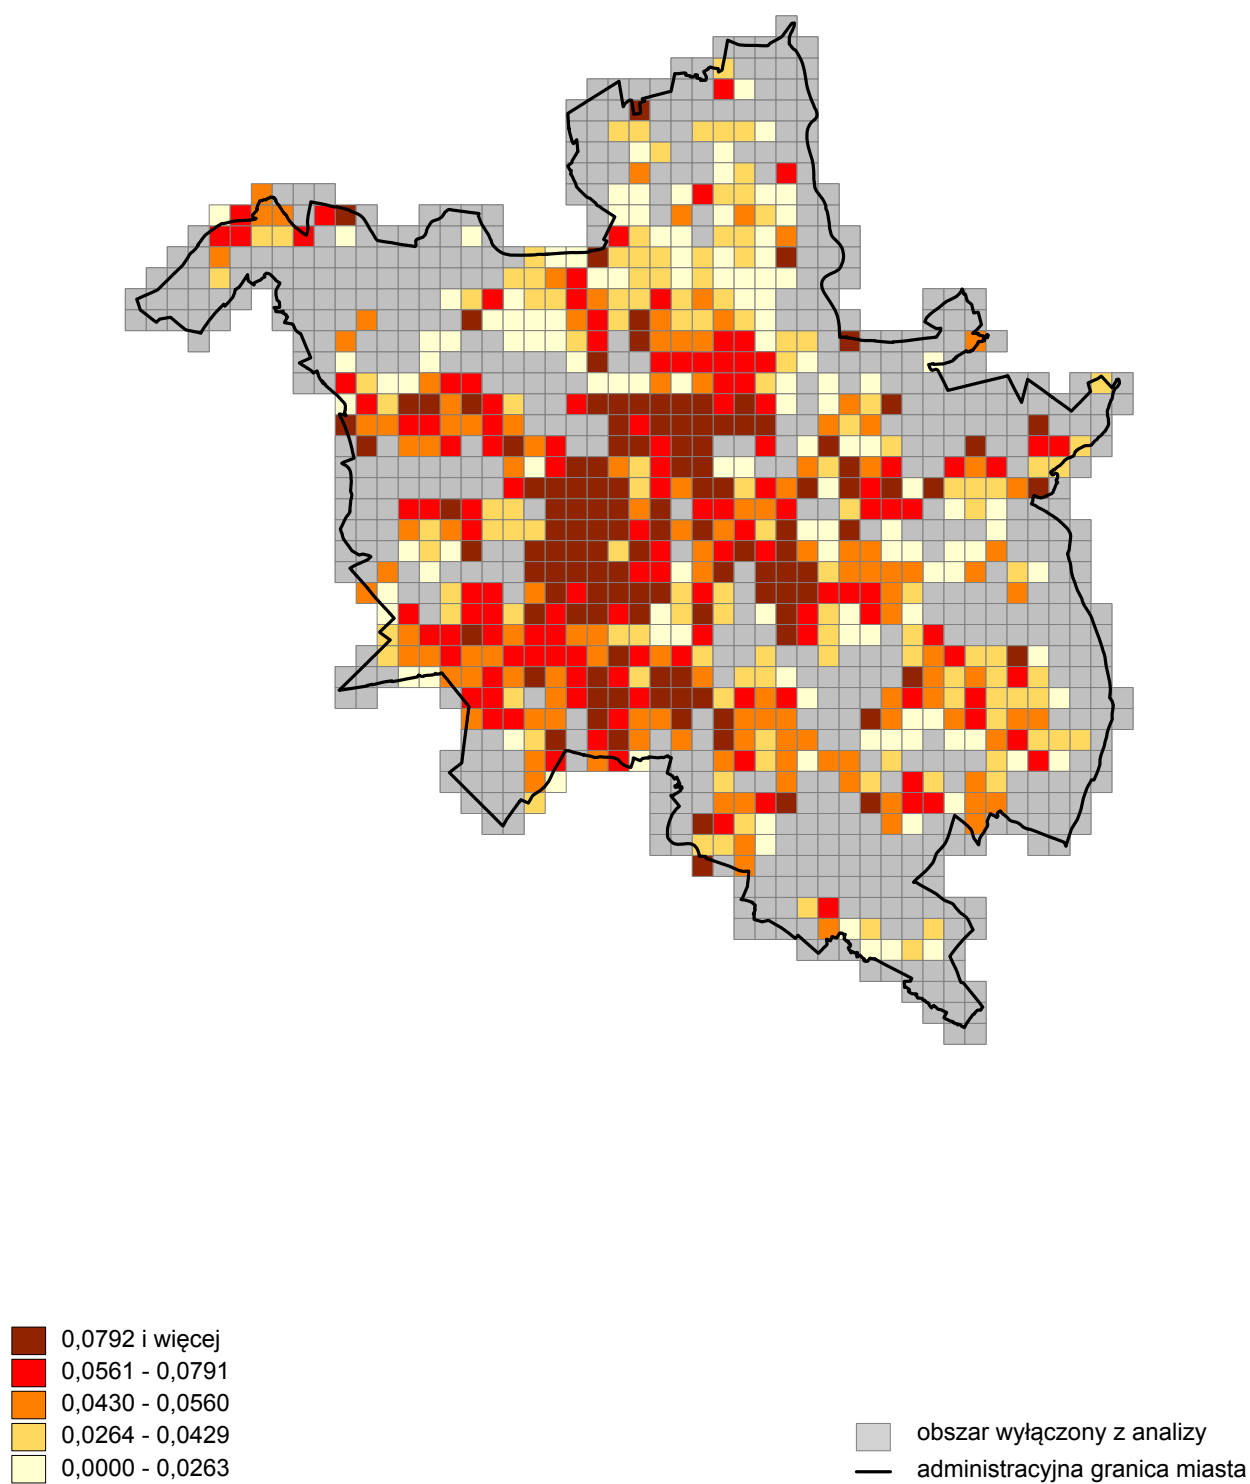 0,0792 i więcej
0,0561 - 0,0791
0,0430 - 0,0560
0,0264 - 0,0429
0,0000 - 0,0263
obszar wyłączony z analizy
administracyjna granica miasta